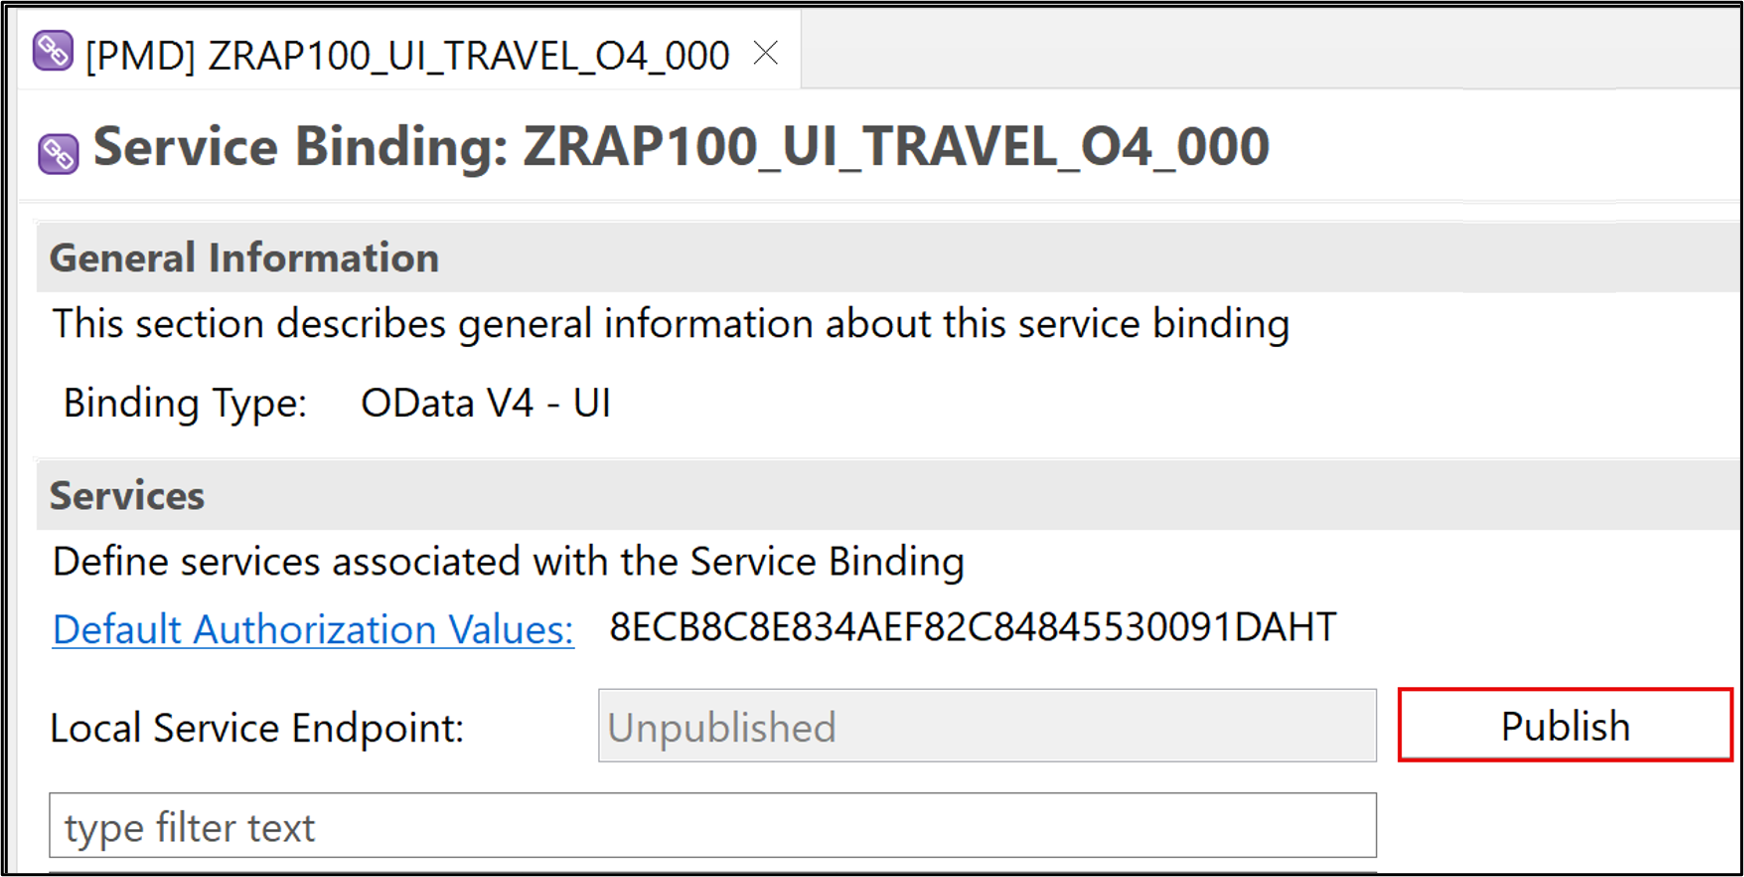 [PMD] ZRAP100_UI_TRAVEL_O4_000
Service Binding: ZRAP100_UI_TRAVEL_O4_000
General Information
This section describes general information about this service binding
Binding Type: OData V4 - UI
Services
Define services associated with the Service Binding
Default Authorization Values: 8ECB8C8E834AEF82C84845530091DAHT
Local Service Endpoint: Unpublished Publish
type filter text